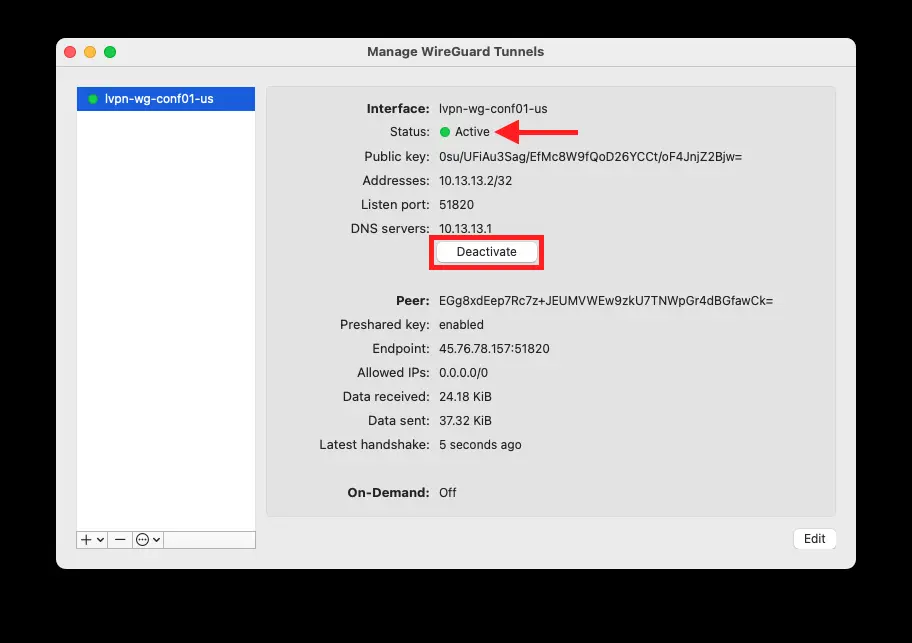 Manage WireGuard Tunnels
lvpn-wg-conf01-us
Interface: lvpn-wg-conf01-us
Status: Active
Public key: 0su/UFiAu3Sag/EfMc8W9fQoD26YCCt/oF4JnjZ2Bjw=
Addresses: 10.13.13.2/32
Listen port: 51820
DNS servers: 10.13.13.1
Deactivate
Peer: EGg8xdEep7Rc7z+JEUMVWEw9zkU7TNWpGr4dBGfawCk=
Preshared key: enabled
Endpoint: 45.76.78.157:51820
Allowed IPs: 0.0.0.0/0
Data received: 24.18 KiB
Data sent: 37.32 KiB
Latest handshake: 5 seconds ago
On-Demand: Off
Edit